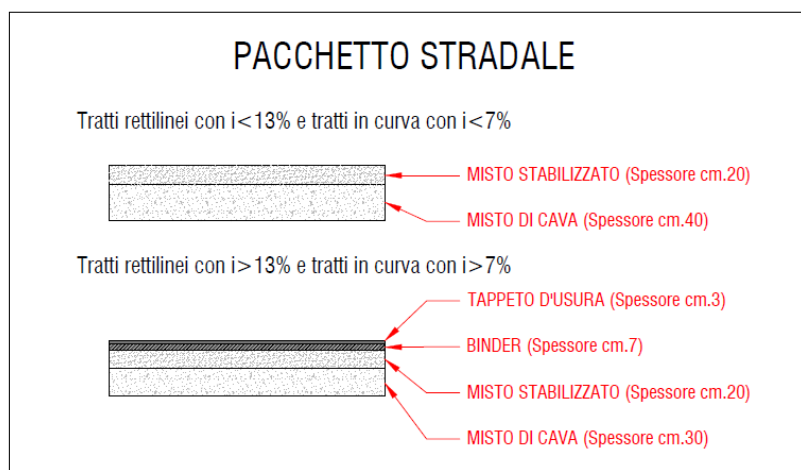 PACCHETTO STRADALE
Tratti rettilinei con i<13% e tratti in curva con i<7%
MISTO STABILIZZATO (Spessore cm.20)
MISTO DI CAVA (Spessore cm.40)
Tratti rettilinei con i>13% e tratti in curva con i>7%
TAPPETO D'USURA (Spessore cm.3)
BINDER (Spessore cm.7)
MISTO STABILIZZATO (Spessore cm.20)
MISTO DI CAVA (Spessore cm.30)